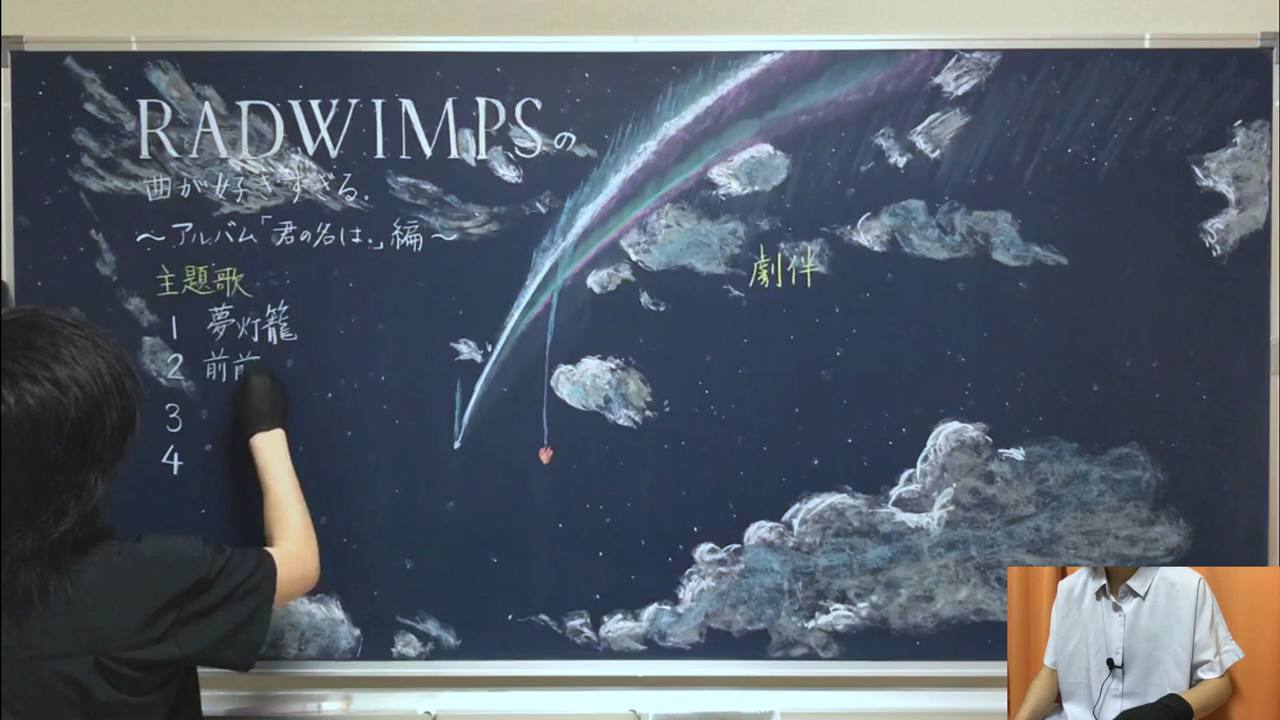 RADWIMPSの
曲が好きすぎる。
～アルバム「君の名は。」編～
主題歌
1 夢灯籠
2 前前
3
4
劇伴